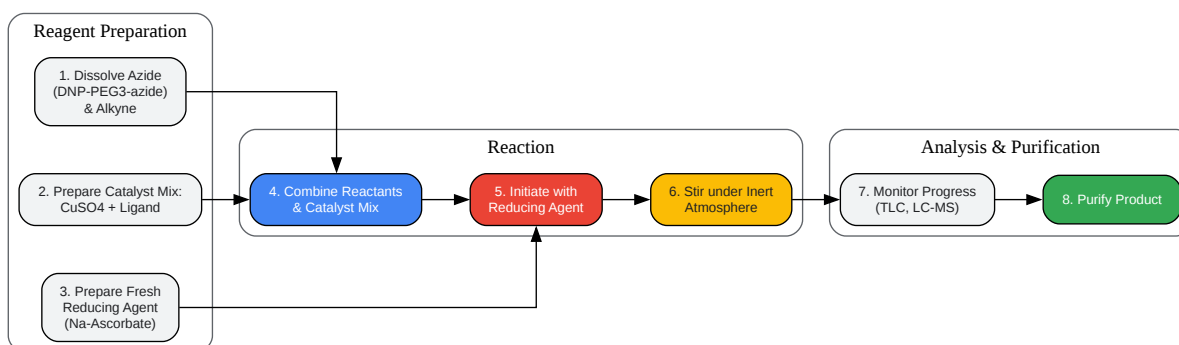 Reagent Preparation
1. Dissolve Azide
(DNP-PEG3-azide)
& Alkyne
2. Prepare Catalyst Mix:
CuSO4 + Ligand
3. Prepare Fresh
Reducing Agent
(Na-Ascorbate)
Reaction
4. Combine Reactants
& Catalyst Mix
5. Initiate with
Reducing Agent
6. Stir under Inert
Atmosphere
Analysis & Purification
7. Monitor Progress
(TLC, LC-MS)
8. Purify Product